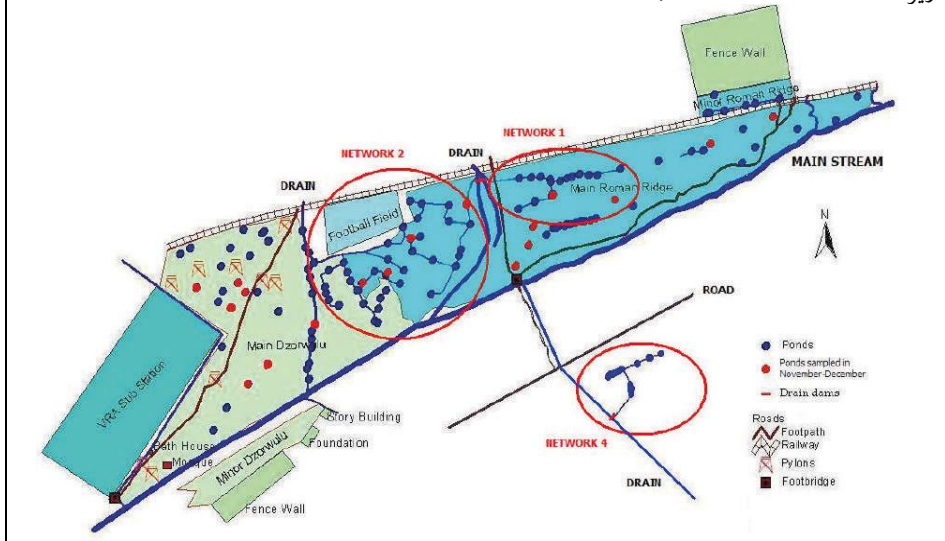 Fence Wall
Minor Roman Ridge
NETWORK 1
NETWORK 2
DRAIN
DRAIN
MAIN STREAM
Main Roman Ridge
Football Field
N
ROAD
Main Dzorwulu
VRA Sub Station
Story Building
Foundation
Bath House
Mosque
Minor Dzorwulu
Fence Wall
NETWORK 4
DRAIN
Ponds
Ponds sampled in
November-December
Drain dams
Roads
Footpath
Railway
Pylons
Footbridge